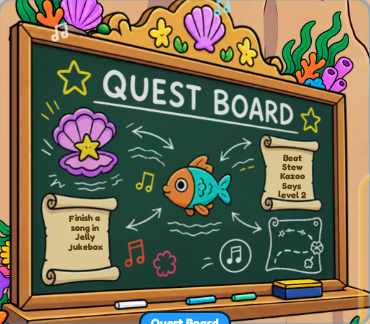 QUEST BOARD
Beat
Stew
Kazoo
Says
level 2
Finish a
song in
Jelly
Jukebox
Quest Board